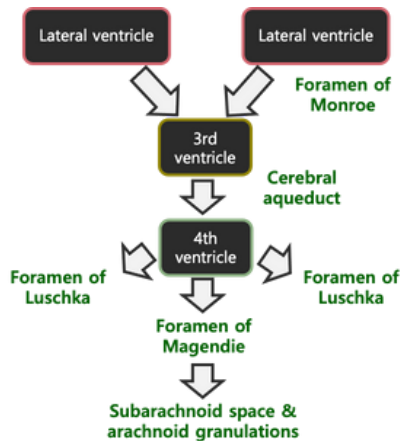 Lateral ventricle
Lateral ventricle
Foramen of
Monroe
3rd
ventricle
Cerebral
aqueduct
4th
ventricle
Foramen of
Luschka
Foramen of
Luschka
Foramen of
Magendie
Subarachnoid space &
arachnoid granulations